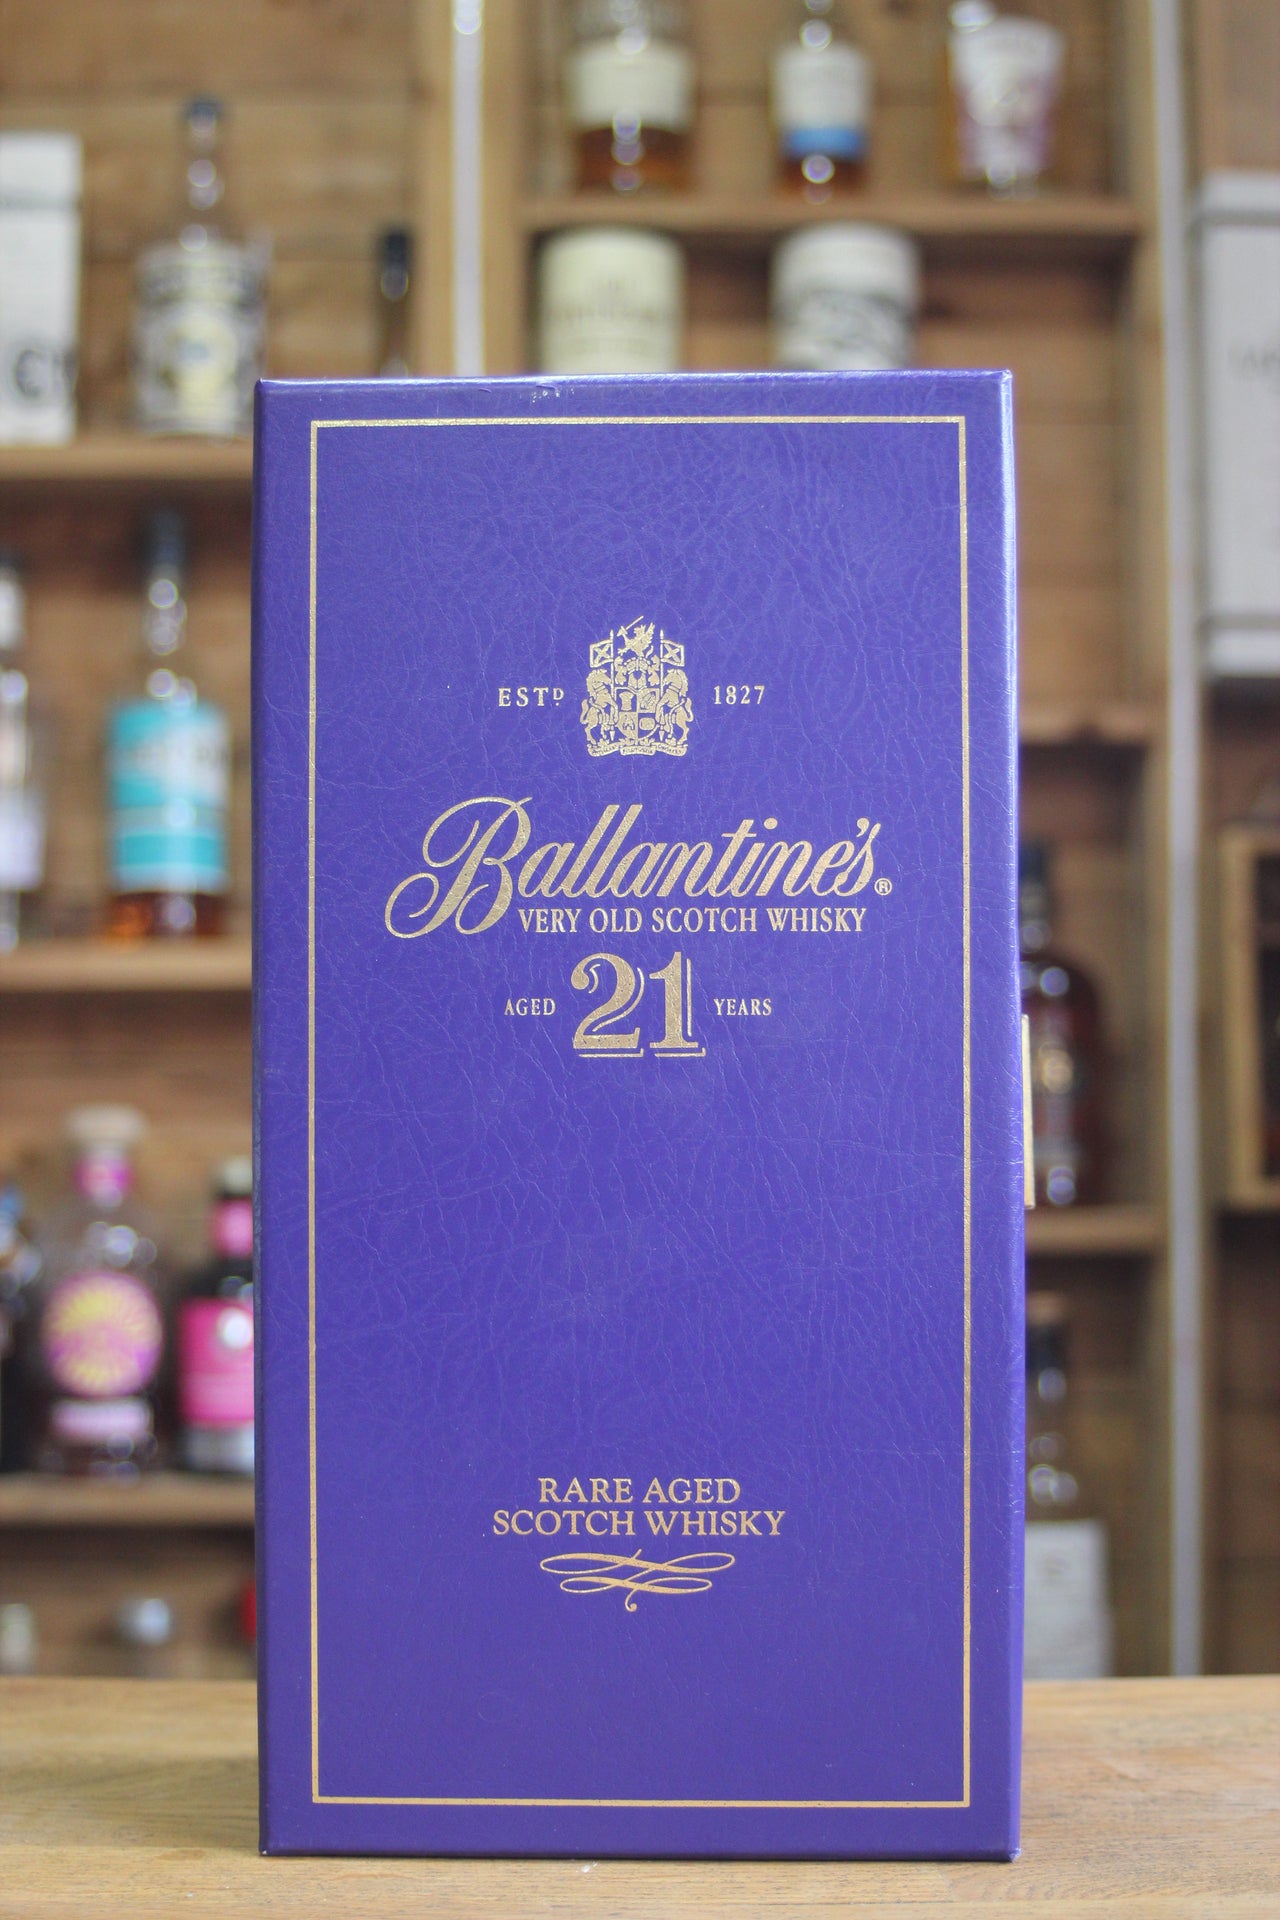 ESTD 1827
Ballantine's®
VERY OLD SCOTCH WHISKY
AGED 21 YEARS
RARE AGED
SCOTCH WHISKY